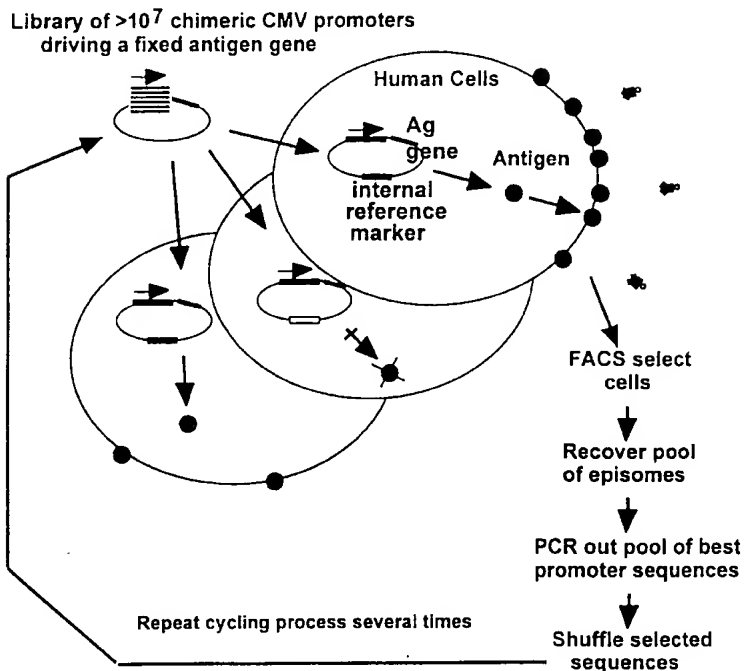 Library of >10⁷ chimeric CMV promoters
driving a fixed antigen gene
Human Cells
Ag
gene
Antigen
internal
reference
marker
FACS select
cells
Recover pool
of episomes
PCR out pool of best
promoter sequences
Shuffle selected
sequences
Repeat cycling process several times